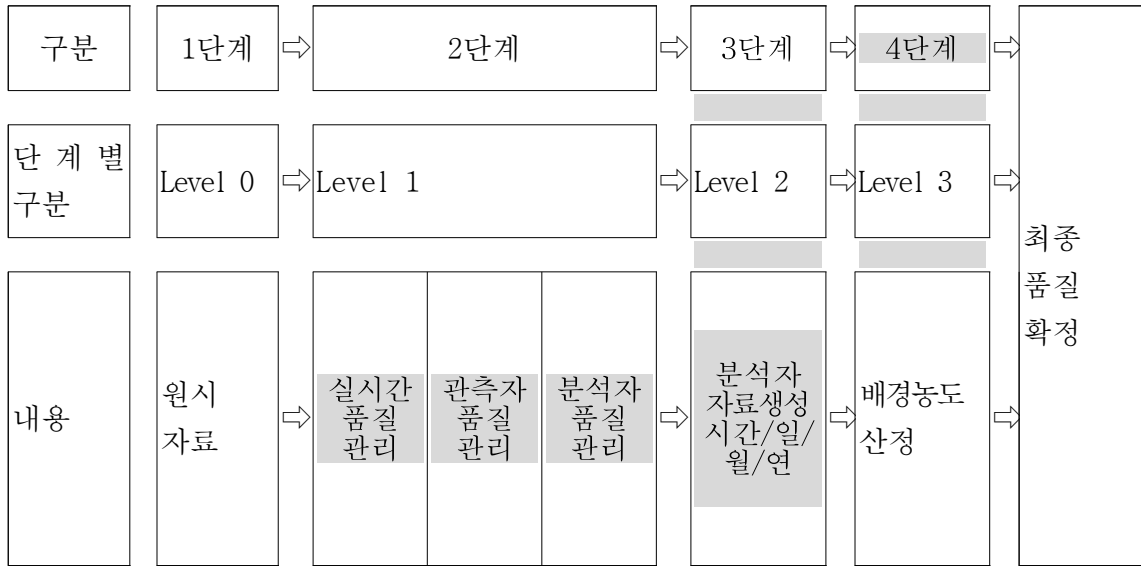 구분
1단계
⇨
2단계
⇨
3단계
⇨
4단계
⇨
단 계 별
구분
Level 0
⇨
Level 1
⇨
Level 2
⇨
Level 3
⇨
내용
원시
자료
⇨
실시간
품질
관리
관측자
품질
관리
분석자
품질
관리
⇨
분석자
자료생성
시간/일/
월/연
⇨
배경농도
산정
⇨
최종
품질
확정